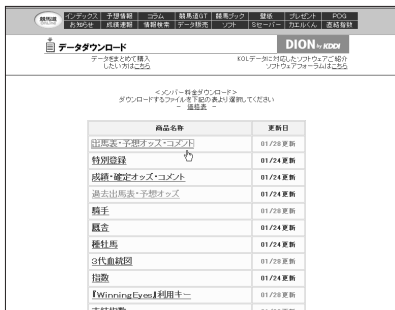 競馬道 インデックス 予想情報 コラム 競馬道GT 競馬ブック 壁紙 プレゼント POG
ONLINE お知らせ 成績速報 情報検索 データ販売 ソフト Sセーバー カエルくん 直結指数
データダウンロード DION by KDDI
データをまとめて購入 KOLデータに対応したソフトウェアご紹介
したい方はこちら ソフトウェアフォーラムはこちら
＜メンバー料金ダウンロード＞
ダウンロードするファイルを下記の表より選択してください
－ 価格表 －
商品名称 更新日
出馬表・予想オッズ・コメント 01/28更新
特別登録 01/24更新
成績・確定オッズ・コメント 01/24更新
過去出馬表・予想オッズ 01/24更新
騎手 01/28更新
厩舎 01/28更新
種牡馬 01/24更新
3代血統図 01/28更新
指数 01/24更新
『WinningEyes』利用キー 01/28更新